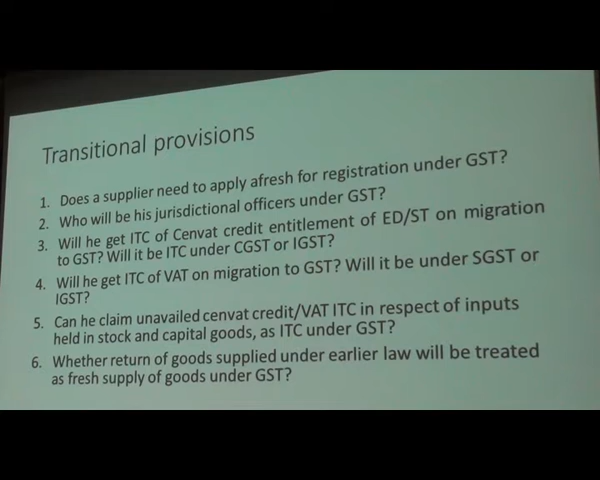 Transitional provisions
1. Does a supplier need to apply afresh for registration under GST?
2. Who will be his jurisdictional officers under GST?
3. Will he get ITC of Cenvat credit entitlement of ED/ST on migration
to GST? Will it be ITC under CGST or IGST?
4. Will he get ITC of VAT on migration to GST? Will it be under SGST or
IGST?
5. Can he claim unavailed cenvat credit/VAT ITC in respect of inputs
held in stock and capital goods, as ITC under GST?
6. Whether return of goods supplied under earlier law will be treated
as fresh supply of goods under GST?